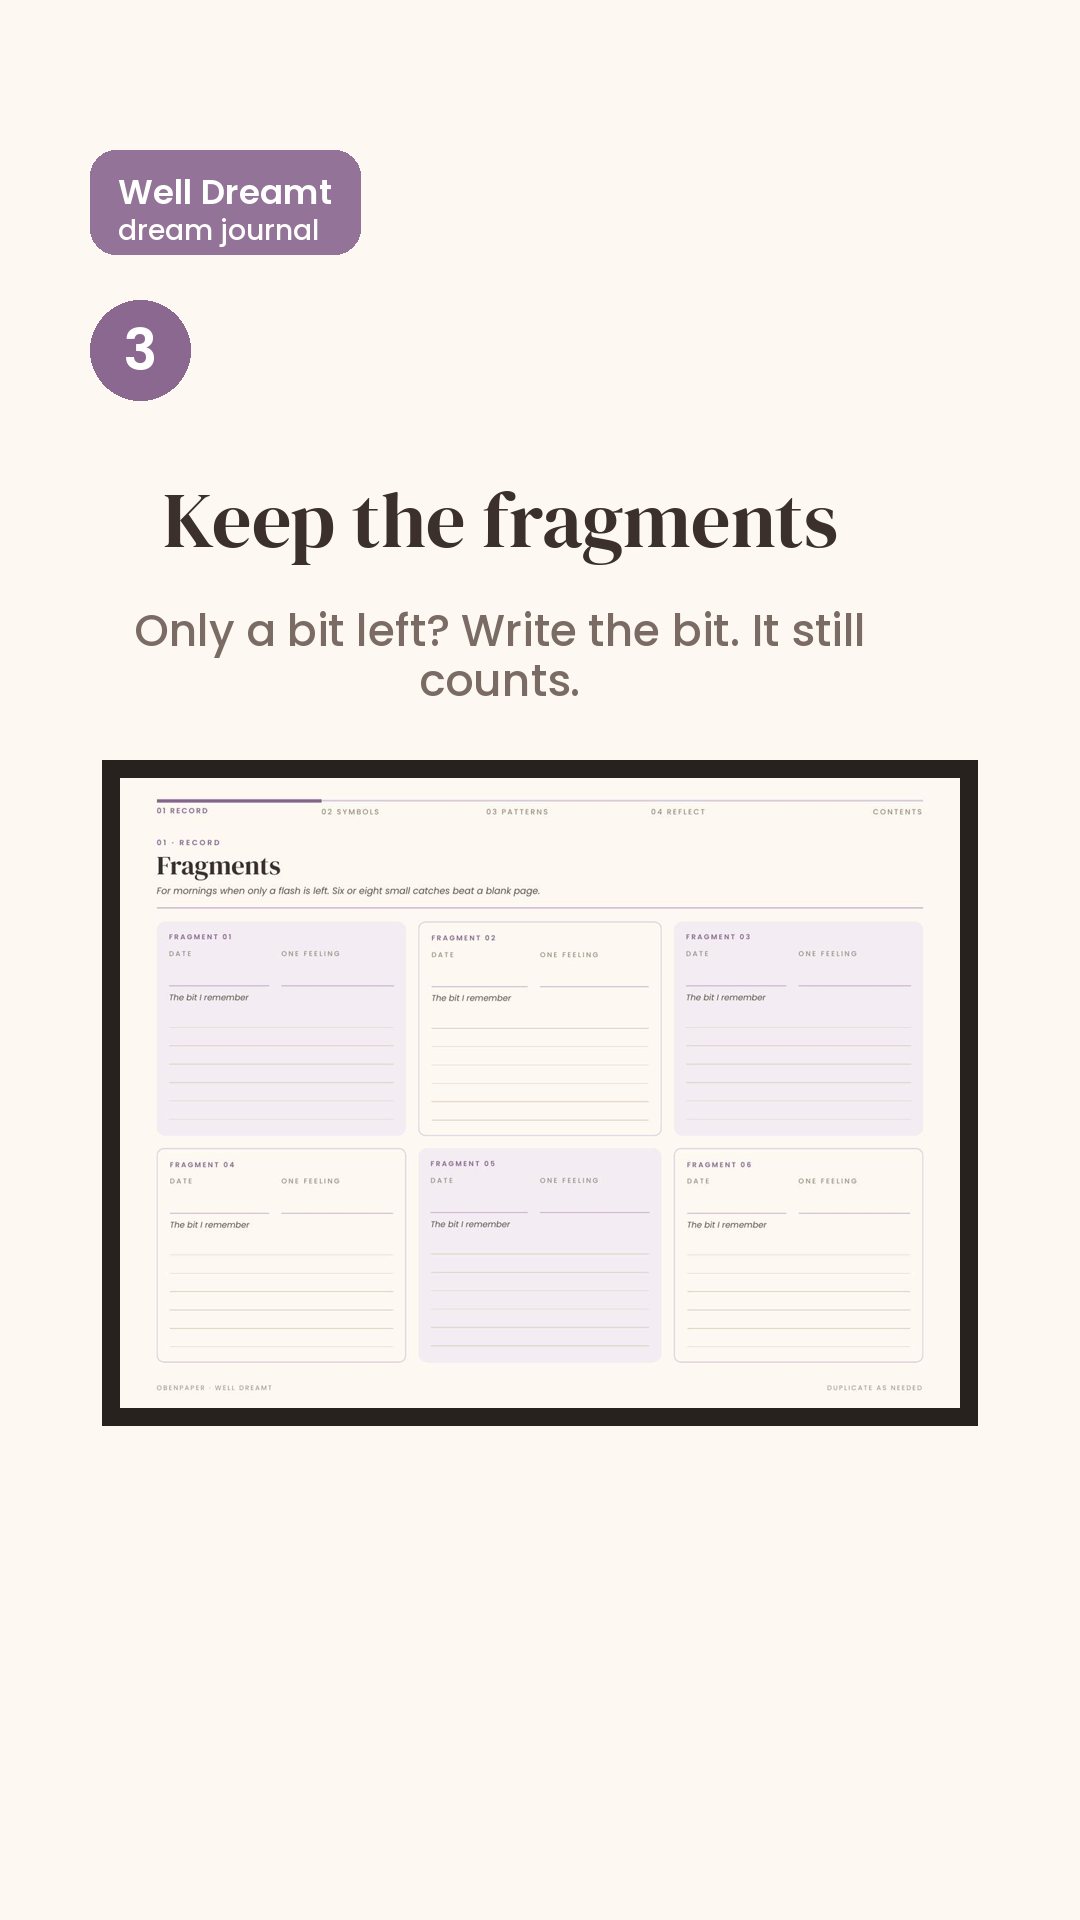 Well Dreamt
dream journal
3
Keep the fragments
Only a bit left? Write the bit. It still
counts.
01 RECORD
02 SYMBOLS
03 PATTERNS
04 REFLECT
CONTENTS
01 · RECORD
Fragments
For mornings when only a flash is left. Six or eight small catches beat a blank page.
FRAGMENT 01
DATE
ONE FEELING
The bit I remember
FRAGMENT 02
DATE
ONE FEELING
The bit I remember
FRAGMENT 03
DATE
ONE FEELING
The bit I remember
FRAGMENT 04
DATE
ONE FEELING
The bit I remember
FRAGMENT 05
DATE
ONE FEELING
The bit I remember
FRAGMENT 06
DATE
ONE FEELING
The bit I remember
OBENPAPER · WELL DREAMT
DUPLICATE AS NEEDED